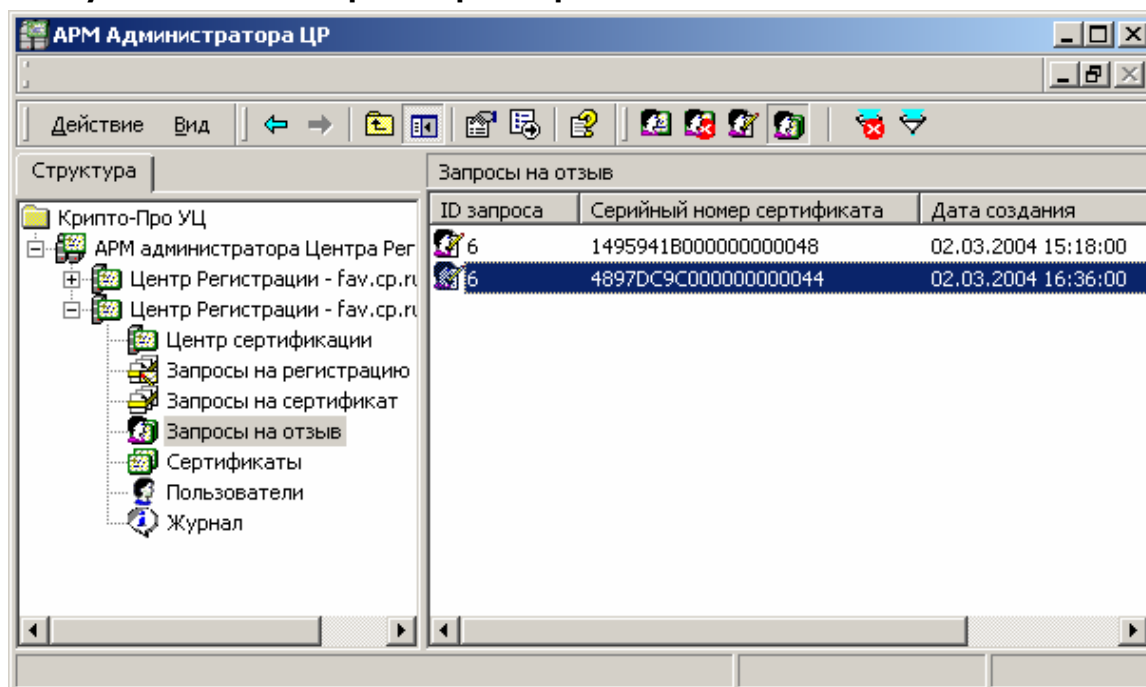 АРМ Администратора ЦР
Действие Вид
Структура
Запросы на отзыв
Крипто-Про УЦ
АРМ администратора Центра Рег
Центр Регистрации - fav.cp.ru
Центр Регистрации - fav.cp.ru
Центр сертификации
Запросы на регистрацию
Запросы на сертификат
Запросы на отзыв
Сертификаты
Пользователи
Журнал
ID запроса Серийный номер сертификата Дата создания
6 1495941B000000000048 02.03.2004 15:18:00
6 4897DC9C000000000044 02.03.2004 16:36:00